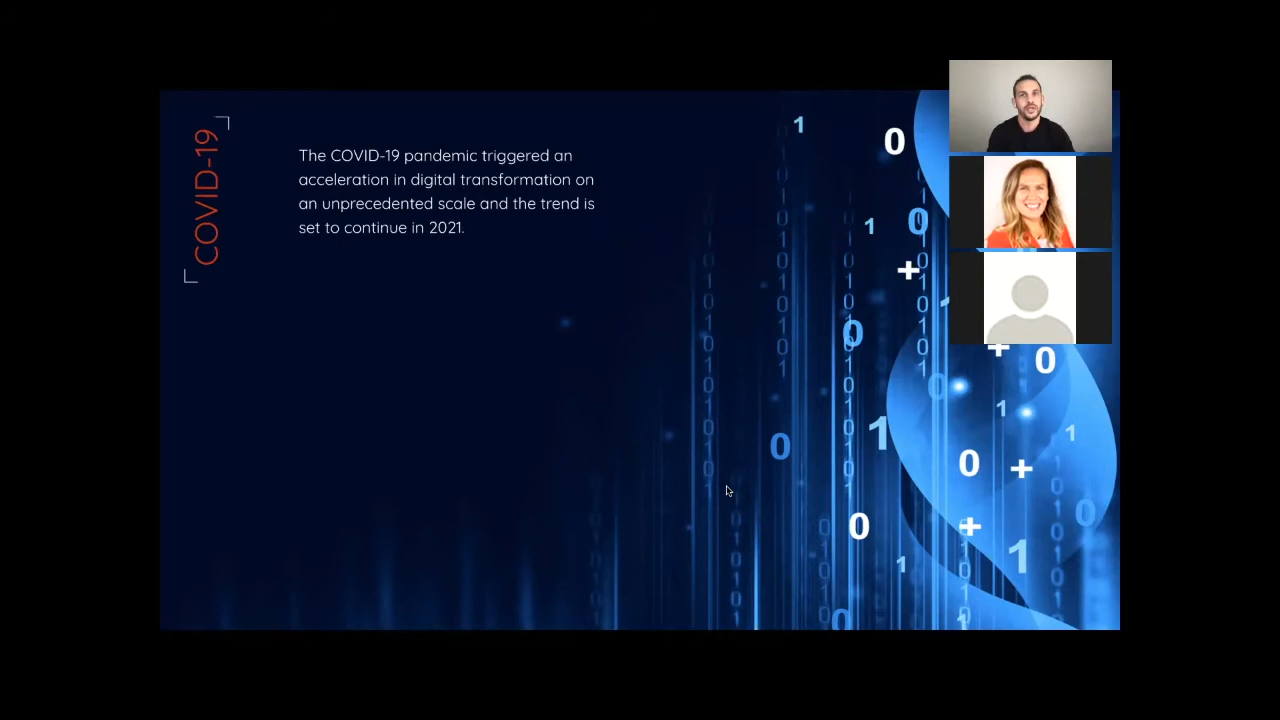 COVID-19
The COVID-19 pandemic triggered an
acceleration in digital transformation on
an unprecedented scale and the trend is
set to continue in 2021.